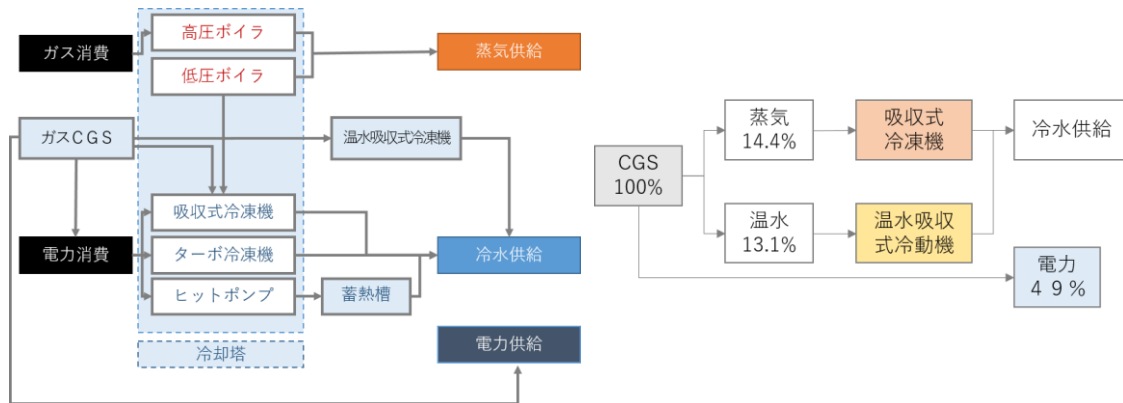 ガス消費
高圧ボイラ
低圧ボイラ
蒸気供給
ガスCGS
温水吸収式冷凍機
電力消費
吸収式冷凍機
ターボ冷凍機
ヒットポンプ
蓄熱槽
冷水供給
冷却塔
電力供給
CGS
100%
蒸気
14.4%
吸収式
冷凍機
冷水供給
温水
13.1%
温水吸収
式冷動機
電力
49%